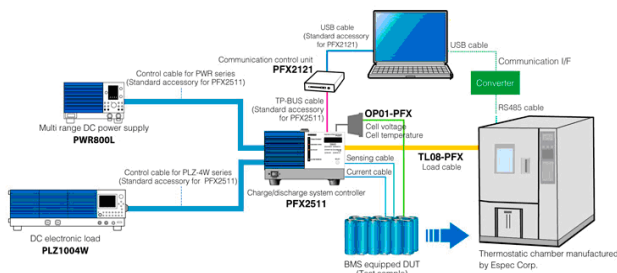 USB cable
(Standard accessory
for PFX2121)
USB cable
Communication control unit
PFX2121
Communication I/F
Converter
Control cable for PWR series
(Standard accessory for PFX2511)
TP-BUS cable
(Standard accessory
for PFX2511)
OP01-PFX
Cell voltage
Cell temperature
RS485 cable
Multi range DC power supply
PWR800L
TL08-PFX
Load cable
Control cable for PLZ-4W series
(Standard accessory for PFX2511)
Sensing cable
Current cable
Charge/discharge system controller
PFX2511
DC electronic load
PLZ1004W
BMS equipped DUT
(Test sample)
Thermostatic chamber manufactured
by Espec Corp.